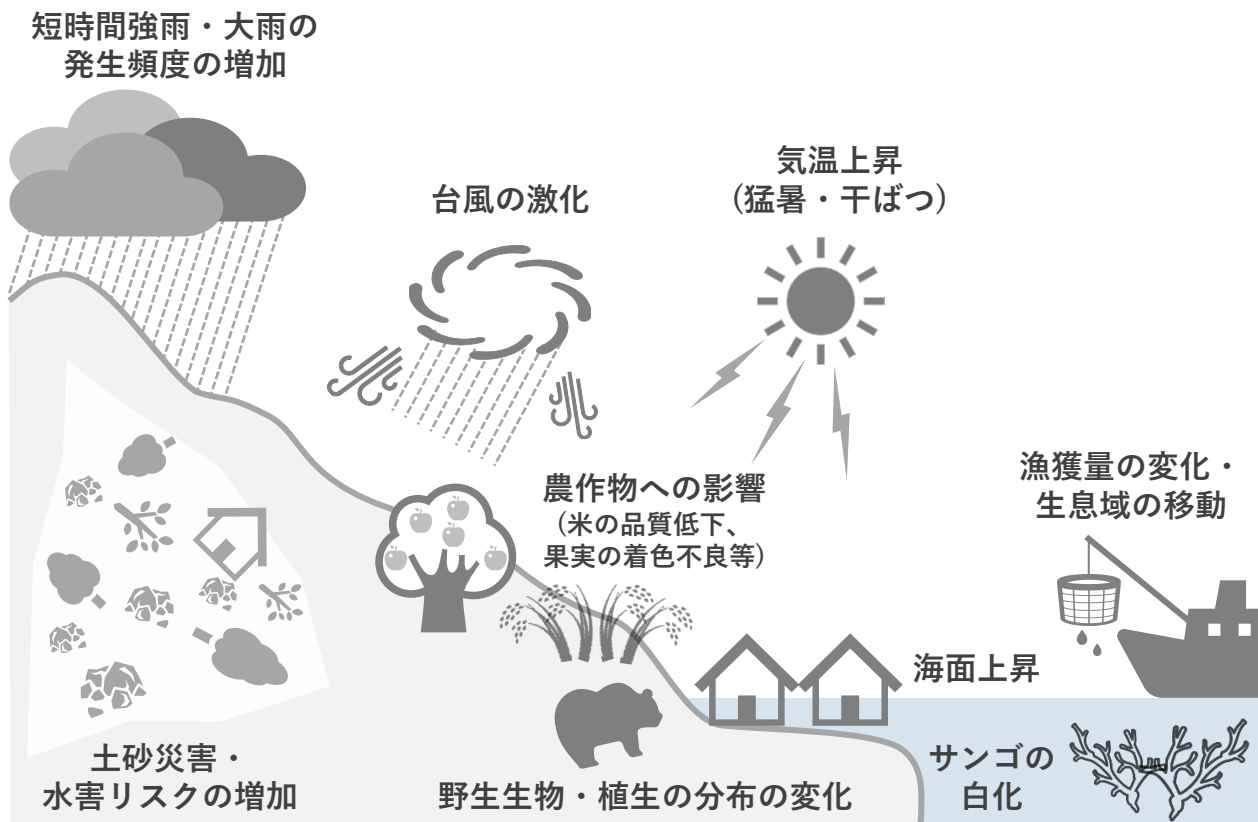 短時間強雨・大雨の
発生頻度の増加
台風の激化
気温上昇
(猛暑・干ばつ)
農作物への影響
(米の品質低下、
果実の着色不良等)
漁獲量の変化・
生息域の移動
海面上昇
土砂災害・
水害リスクの増加
野生生物・植生の分布の変化
サンゴの
白化